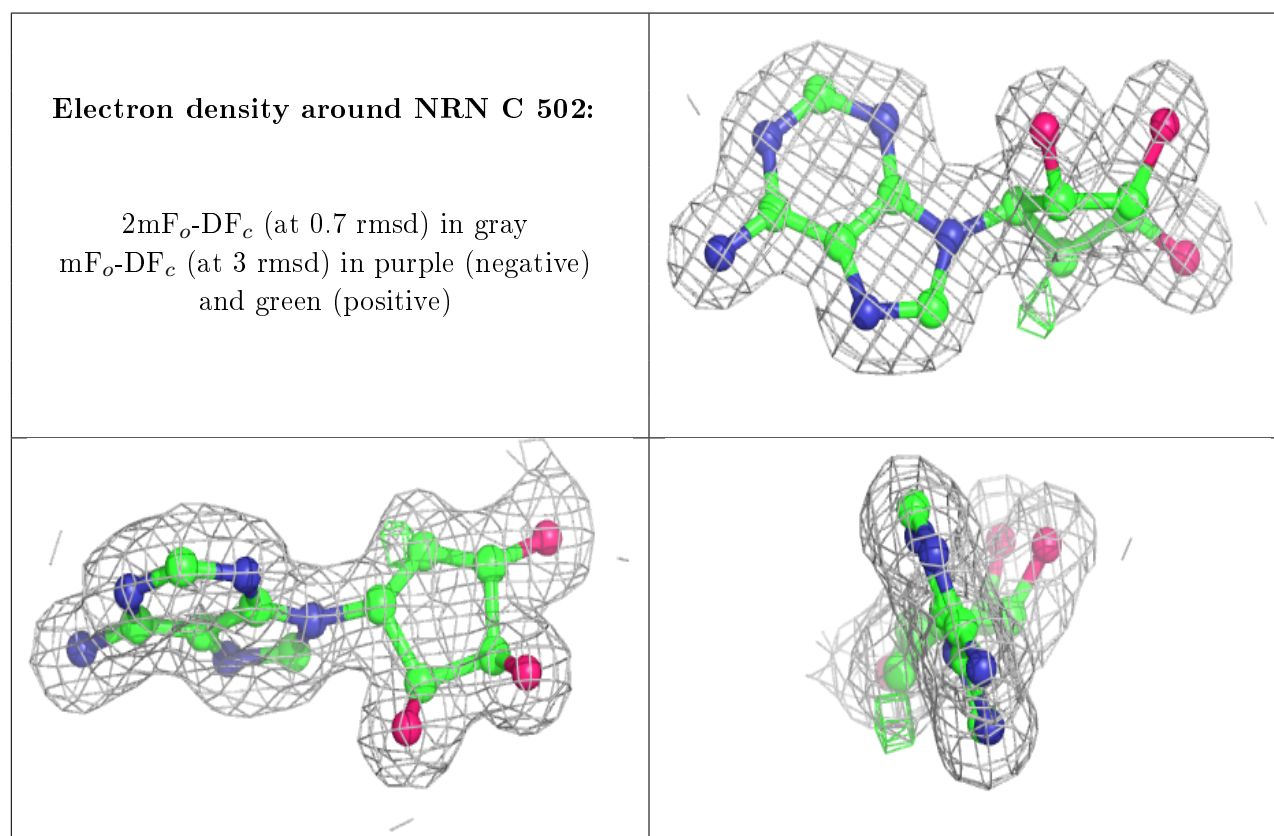 Electron density around NRN C 502:
2mFo-DFc (at 0.7 rmsd) in gray
mFo-DFc (at 3 rmsd) in purple (negative)
and green (positive)